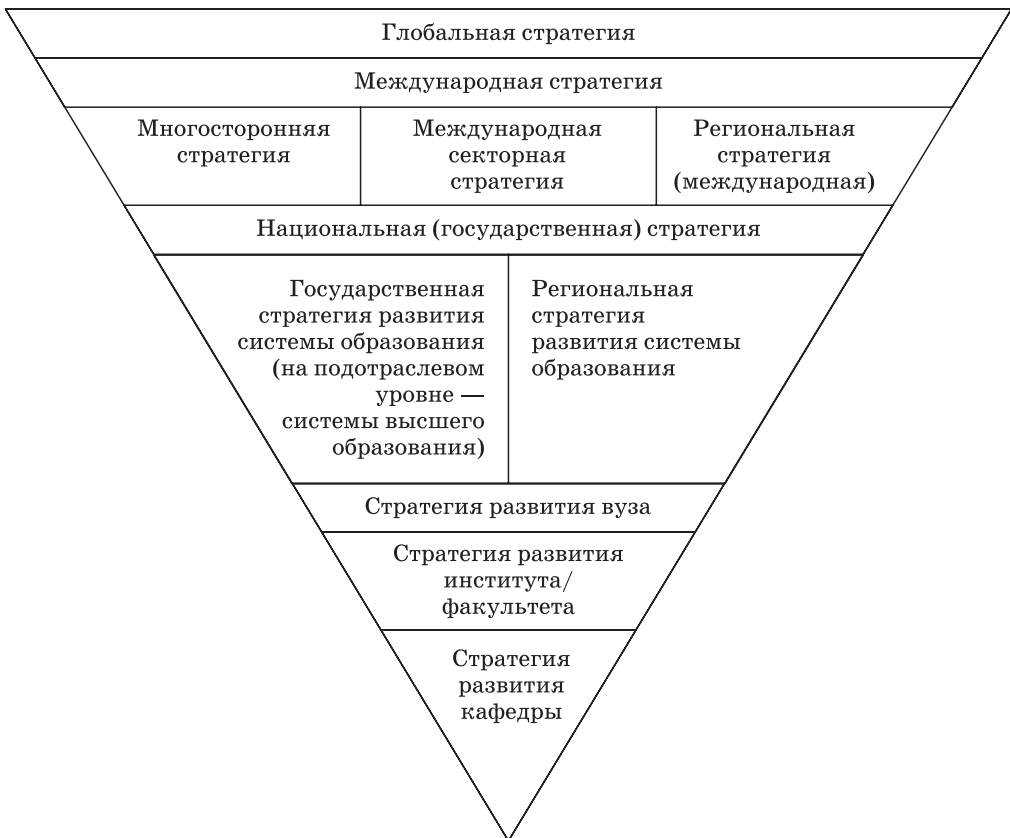 Глобальная стратегия
Международная стратегия
Многосторонняя
стратегия
Международная
секторная
стратегия
Региональная
стратегия
(международная)
Национальная (государственная) стратегия
Государственная
стратегия развития
системы образования
(на подотраслевом
уровне —
системы высшего
образования)
Региональная
стратегия
развития системы
образования
Стратегия развития вуза
Стратегия развития
института/
факультета
Стратегия
развития
кафедры